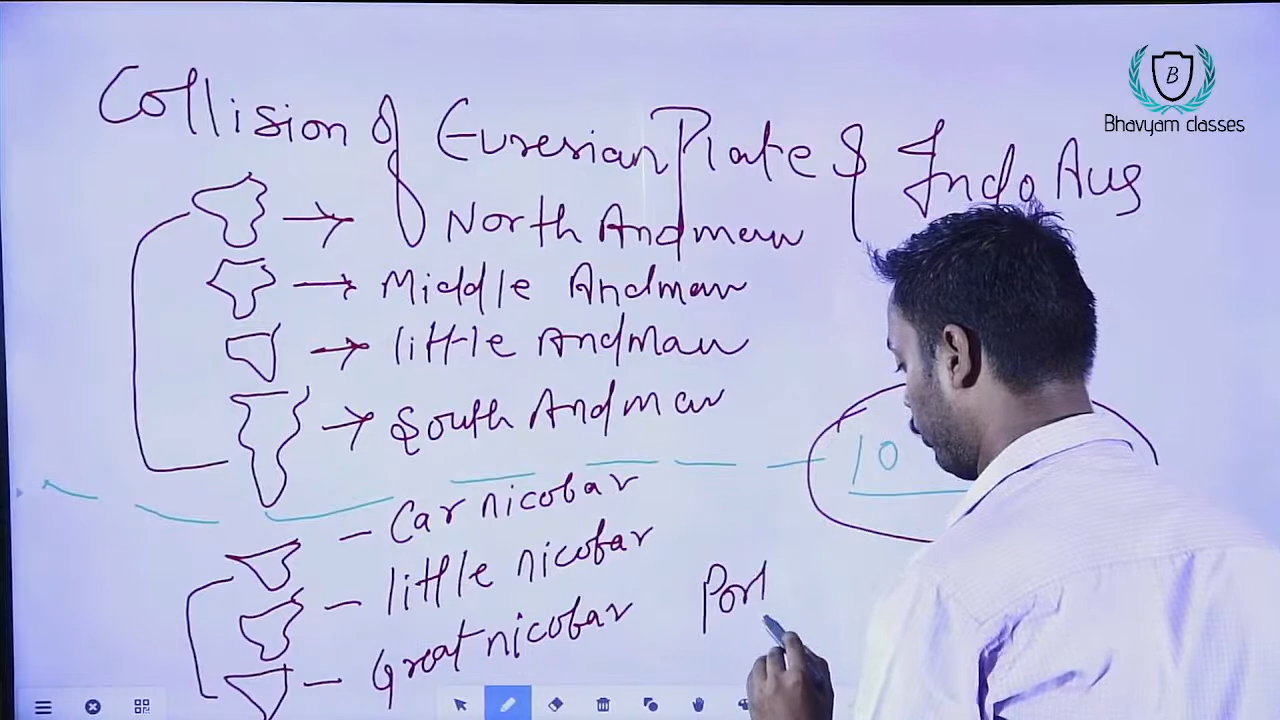 B
Bhavyam classes
Collision of Euresian Plate & Indo Aus
North Andman
Middle Andman
little Andman
South Andman
10
Car nicobar
little nicobar
Great nicobar
Port